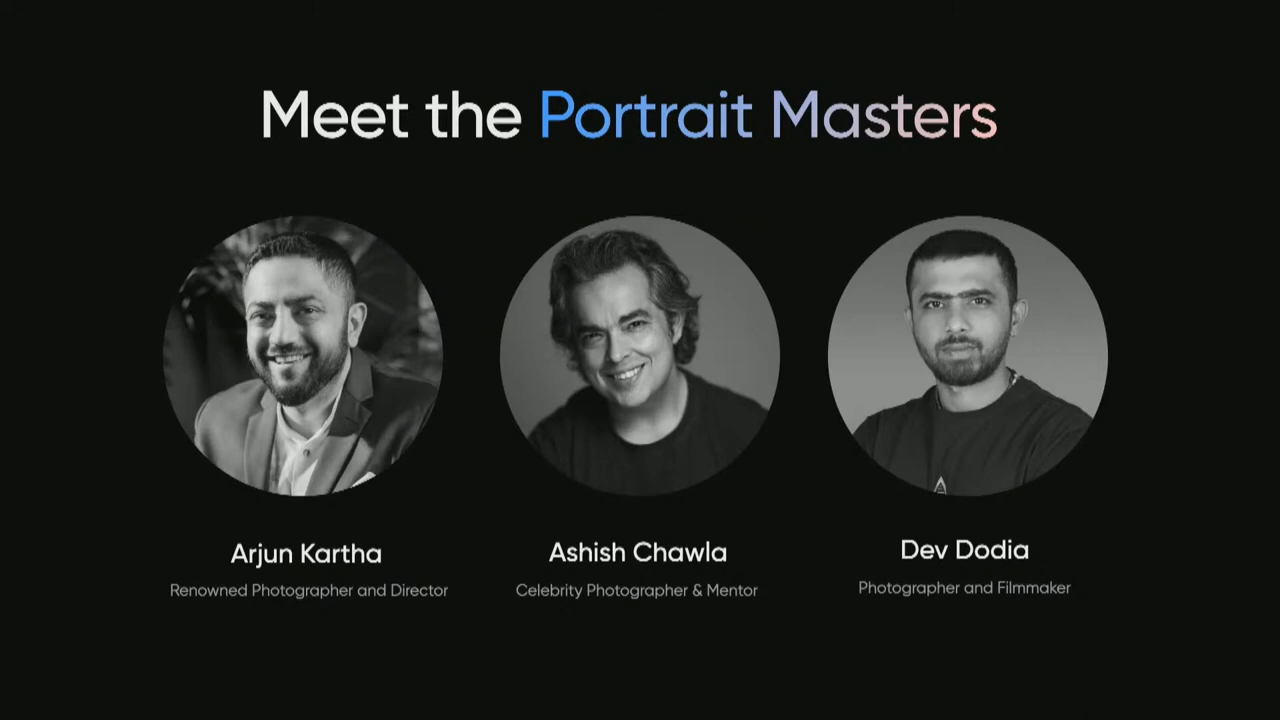 Meet the Portrait Masters
Arjun Kartha
Renowned Photographer and Director
Ashish Chawla
Celebrity Photographer & Mentor
Dev Dodia
Photographer and Filmmaker